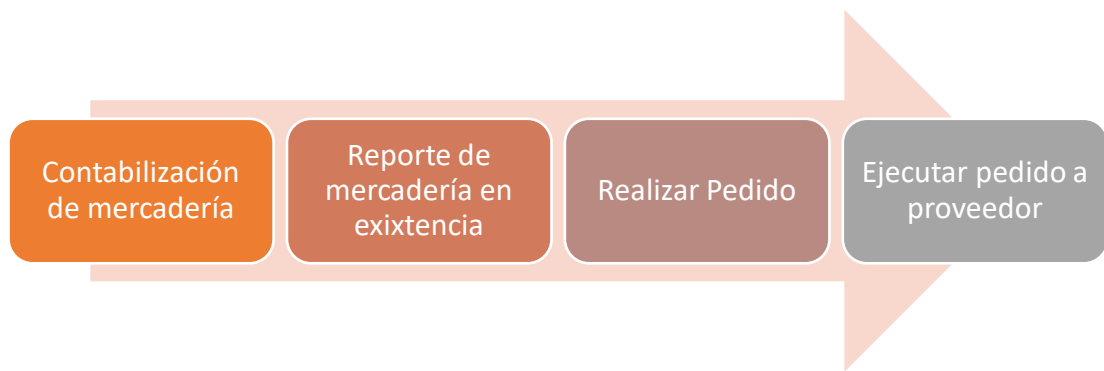 Contabilización
de mercadería
Reporte de
mercadería en
exixtencia
Realizar Pedido
Ejecutar pedido a
proveedor